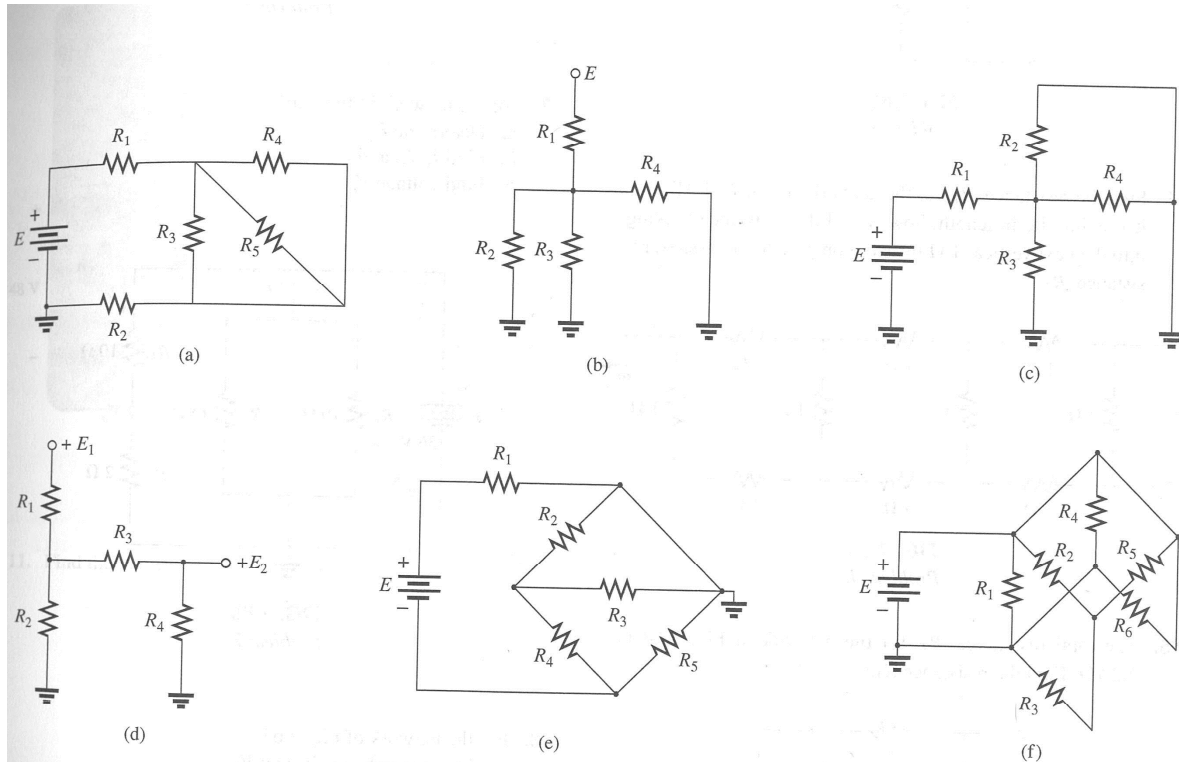 R1
R4
+
E
−
R3
R5
R2
(a)
E
R1
R4
R2
R3
(b)
R2
R1
R4
+
E
−
R3
(c)
+ E1
R1
R3
+E2
R2
R4
(d)
R1
R2
+
E
−
R3
R4
R5
(e)
R4
R2
R5
+
E
−
R1
R6
R3
(f)